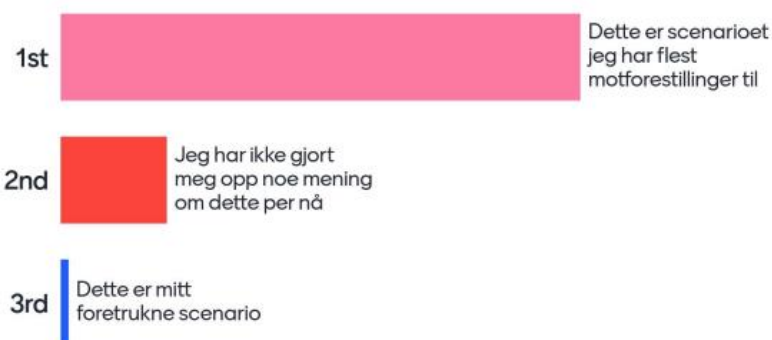 1st
Dette er scenarioet
jeg har flest
motforestillinger til
2nd
Jeg har ikke gjort
meg opp noe mening
om dette per nå
3rd
Dette er mitt
foretrukne scenario